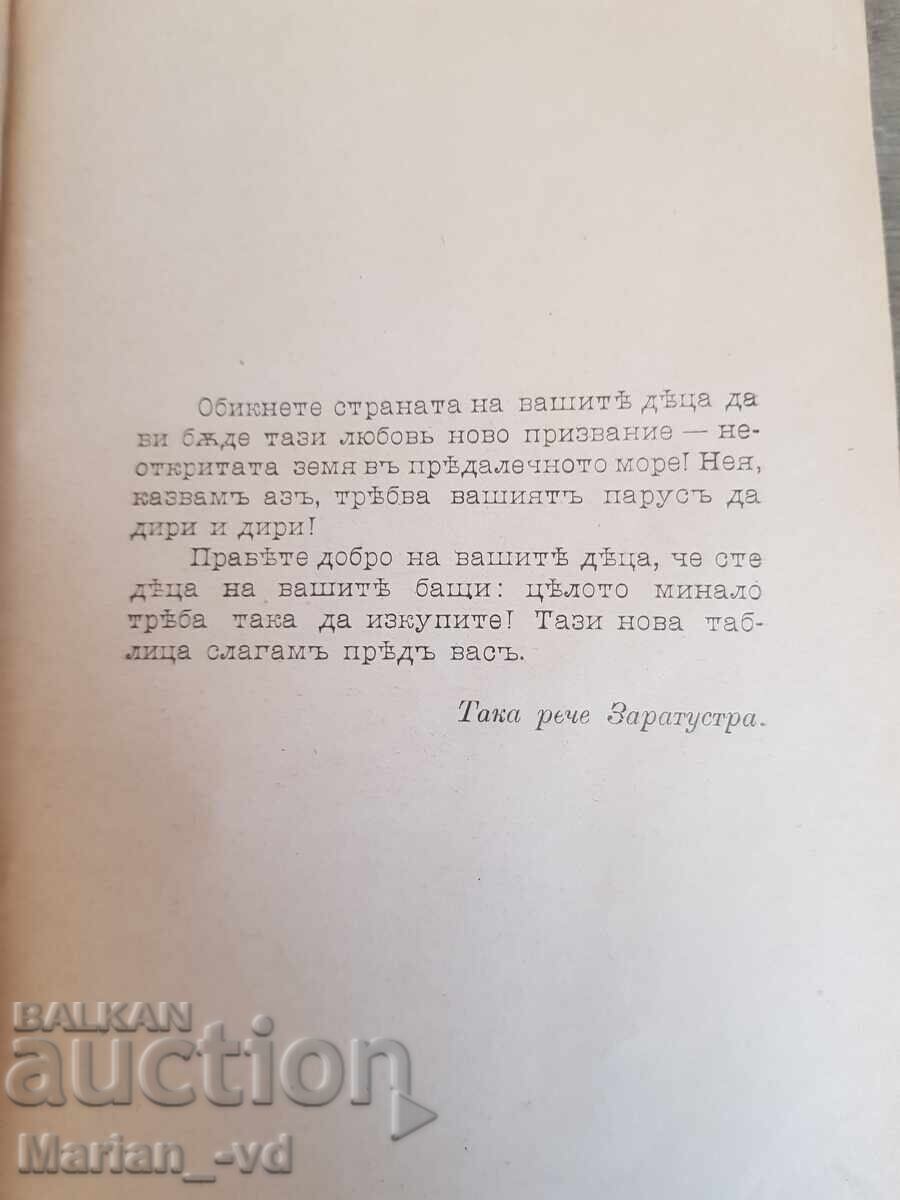 Обикнете страната на вашитѣ дѣца да
ви бѫде тази любовь ново призвание — не-
откритата земя въ прѣдалечното море! Нея,
казвамъ азъ, трѣбва вашиятъ парусъ да
дири и дири!
Правѣте добро на вашитѣ дѣца, че сте
дѣца на вашитѣ бащи: цѣлото минало
трѣба така да изкупите! Тази нова таб-
лица слагамъ прѣдъ васъ.
Така рече Заратустра.
BALKAN
auction
Marian_-vd